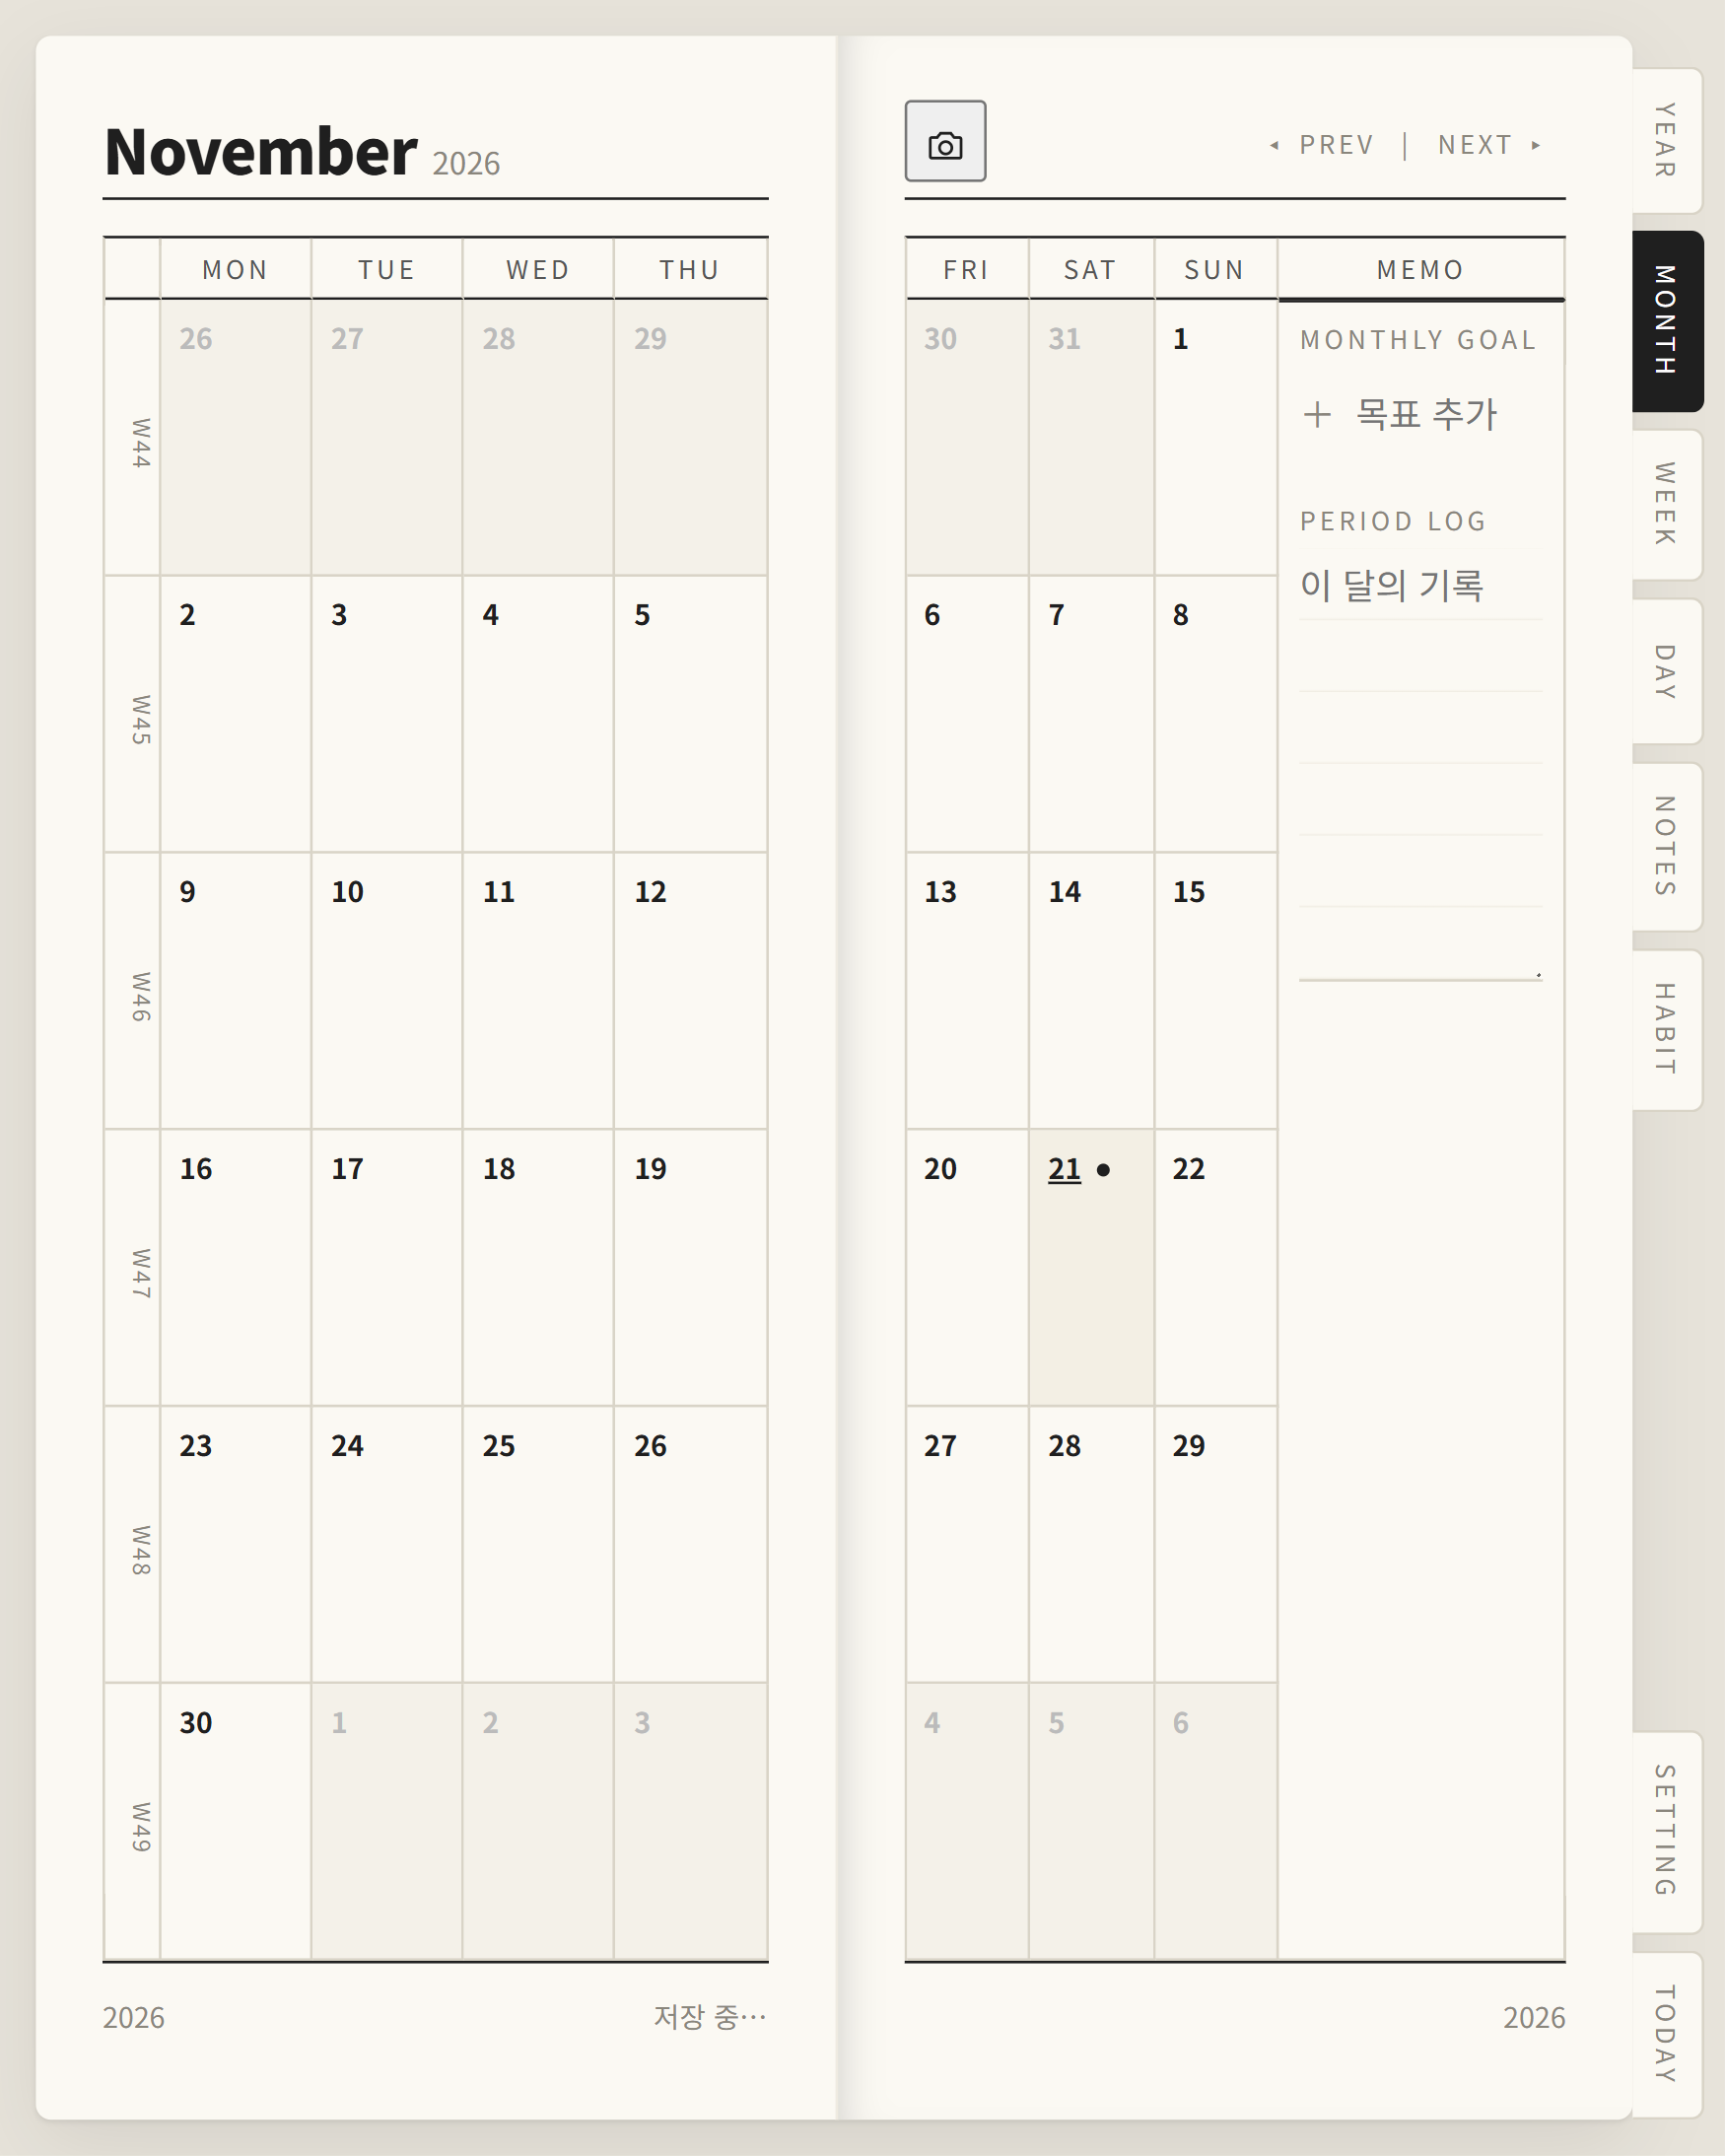 November 2026
◂ PREV | NEXT ▸
MON TUE WED THU FRI SAT SUN MEMO
W44 26 27 28 29 30 31 1
MONTHLY GOAL
+ 목표 추가
PERIOD LOG
이 달의 기록
W45 2 3 4 5 6 7 8
W46 9 10 11 12 13 14 15
W47 16 17 18 19 20 21 ● 22
W48 23 24 25 26 27 28 29
W49 30 1 2 3 4 5 6
2026 저장 중… 2026
YEAR
MONTH
WEEK
DAY
NOTES
HABIT
SETTING
TODAY